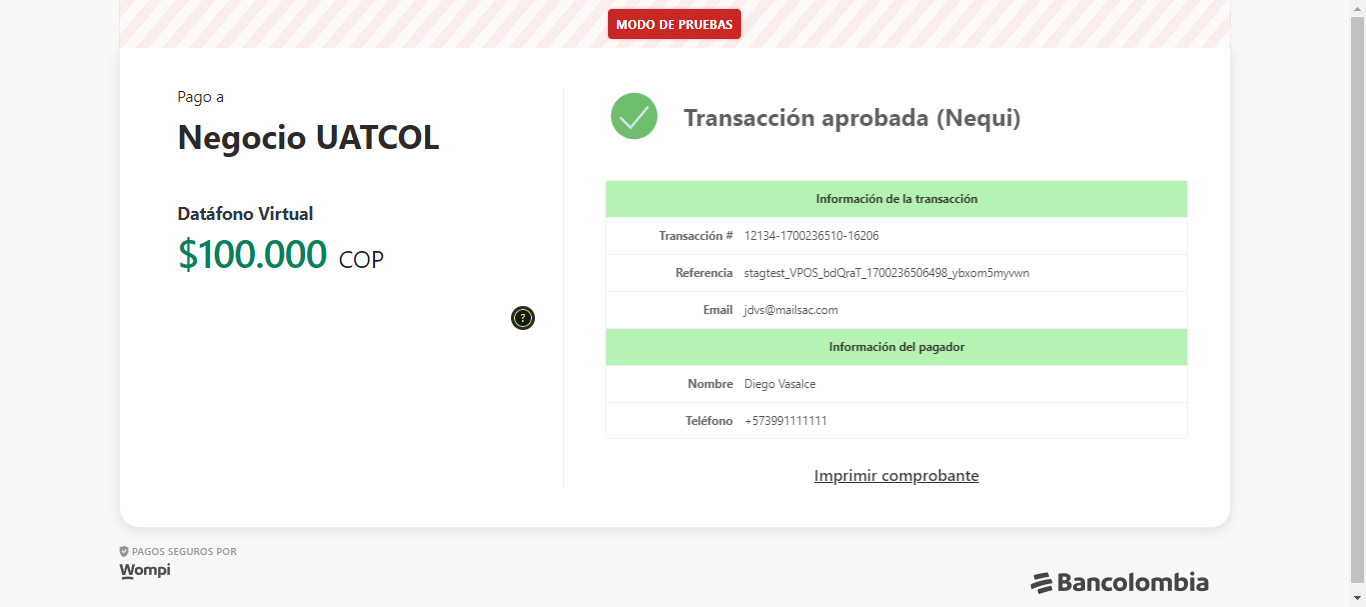 MODO DE PRUEBAS
Pago a
Negocio UATCOL
Datáfono Virtual
$100.000 COP
?
Transacción aprobada (Nequi)
Información de la transacción
Transacción # 12134-1700236510-16206
Referencia stagtest_VPOS_bdQraT_1700236506498_ybxom5myvwn
Email jdvs@mailsac.com
Información del pagador
Nombre Diego Vasalce
Teléfono +573991111111
Imprimir comprobante
PAGOS SEGUROS POR
Wompi
Bancolombia